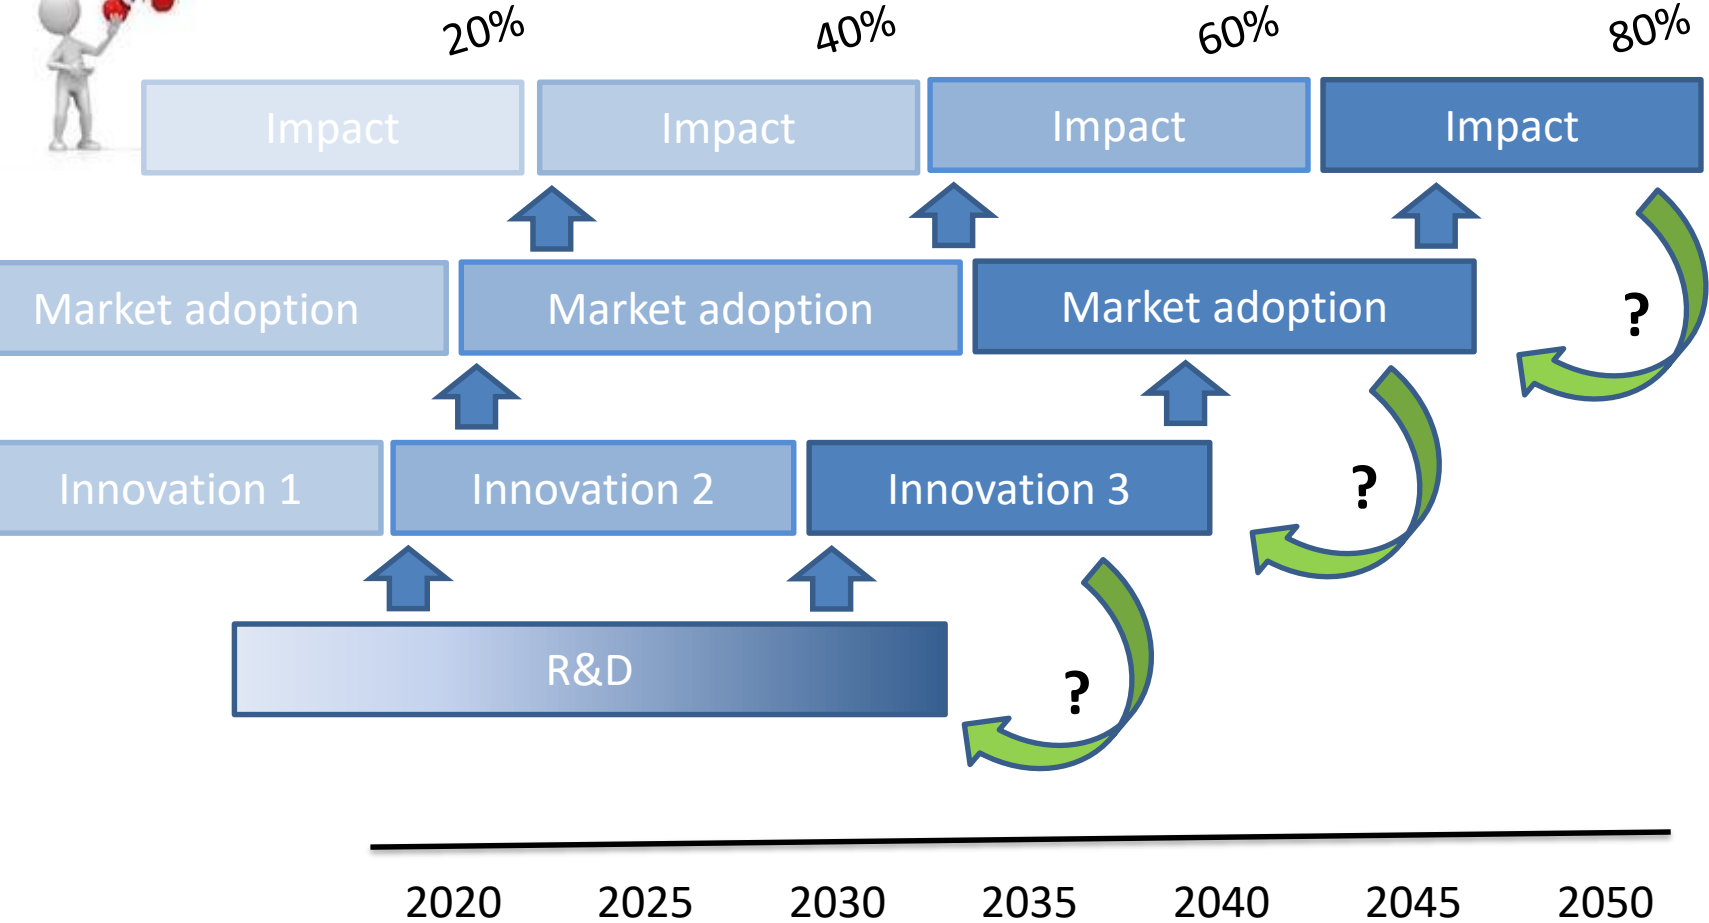 20% 40% 60% 80%
Impact Impact Impact Impact
Market adoption Market adoption Market adoption
?
Innovation 1 Innovation 2 Innovation 3
?
R&D
?
2020 2025 2030 2035 2040 2045 2050